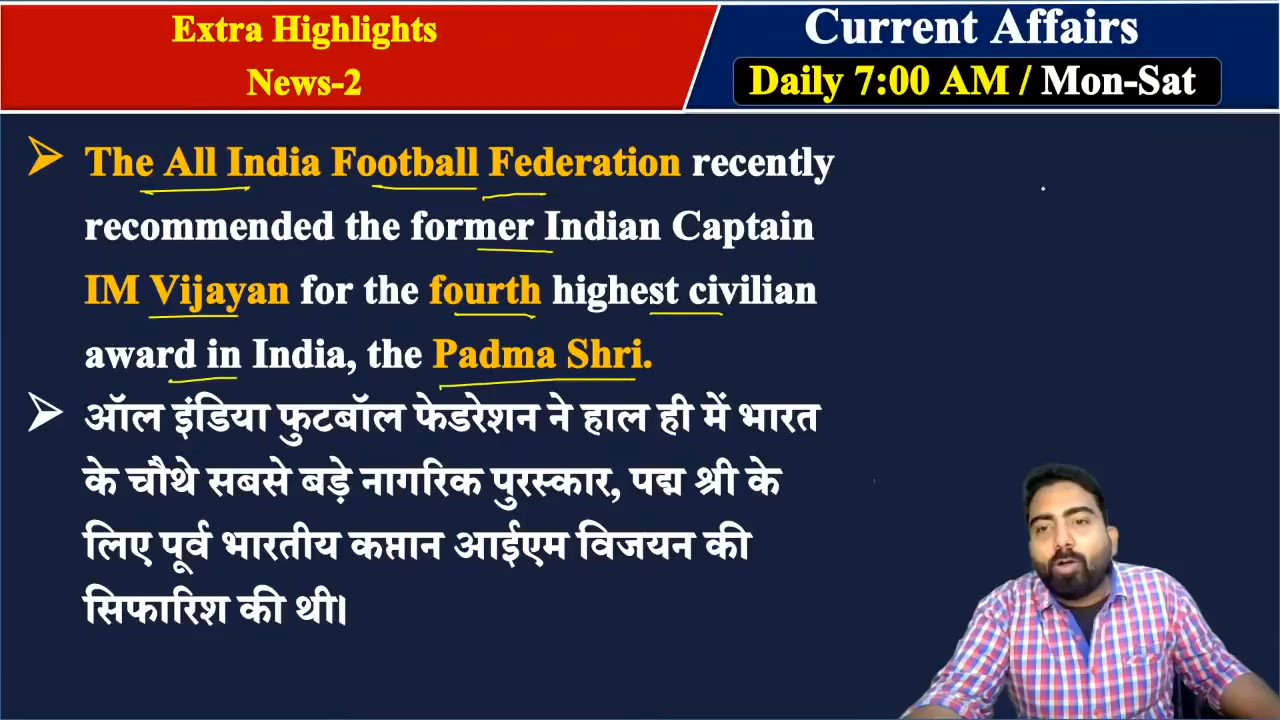 Extra Highlights
News-2
Current Affairs
Daily 7:00 AM / Mon-Sat
The All India Football Federation recently
recommended the former Indian Captain
IM Vijayan for the fourth highest civilian
award in India, the Padma Shri.
ऑल इंडिया फुटबॉल फेडरेशन ने हाल ही में भारत
के चौथे सबसे बड़े नागरिक पुरस्कार, पद्म श्री के
लिए पूर्व भारतीय कप्तान आईएम विजयन की
सिफारिश की थी।